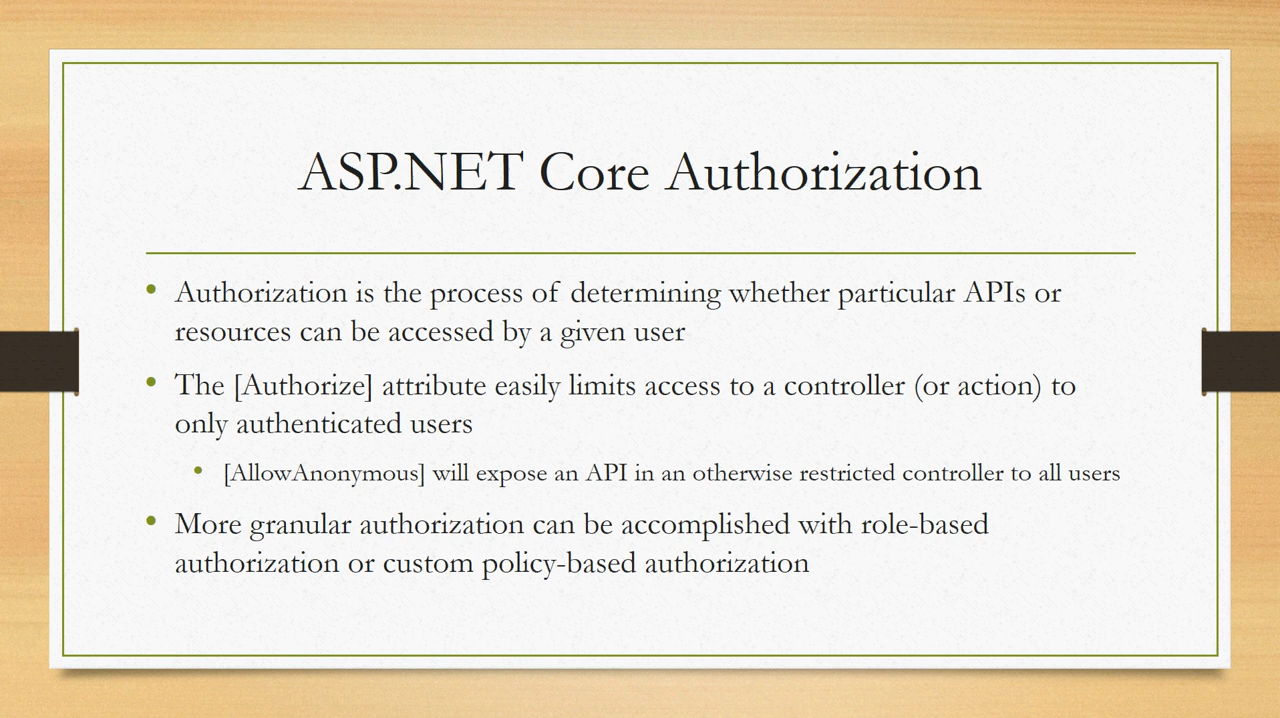 ASP.NET Core Authorization
• Authorization is the process of determining whether particular APIs or
resources can be accessed by a given user
• The [Authorize] attribute easily limits access to a controller (or action) to
only authenticated users
• [AllowAnonymous] will expose an API in an otherwise restricted controller to all users
• More granular authorization can be accomplished with role-based
authorization or custom policy-based authorization